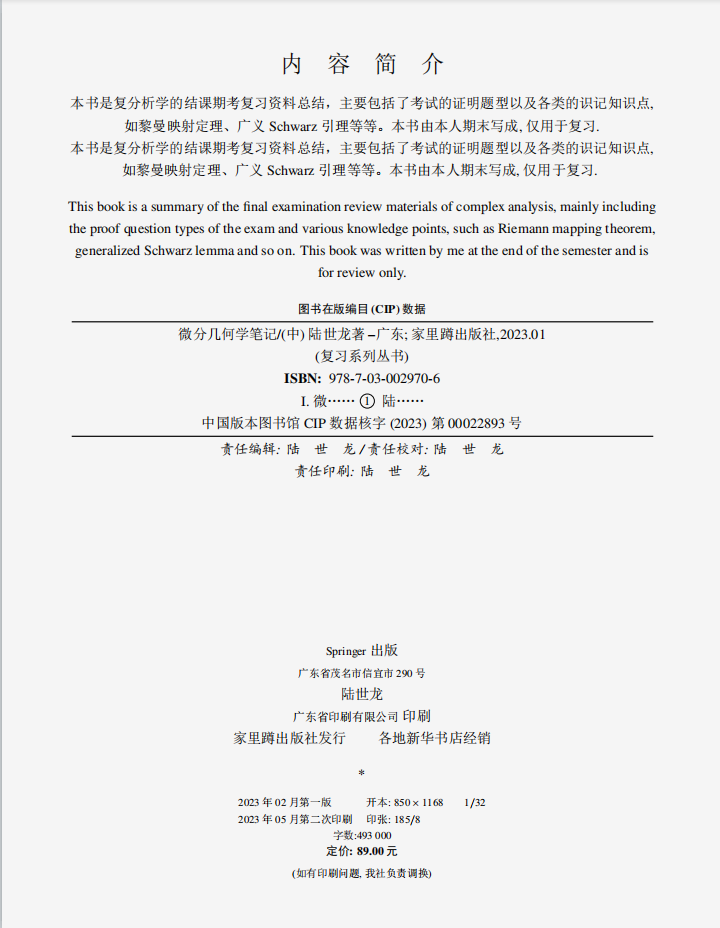 内 容 简 介
本书是复分析学的结课期考复习资料总结，主要包括了考试的证明题型以及各类的识记知识点,
如黎曼映射定理、广义 Schwarz 引理等等。本书由本人期末写成, 仅用于复习.
本书是复分析学的结课期考复习资料总结，主要包括了考试的证明题型以及各类的识记知识点,
如黎曼映射定理、广义 Schwarz 引理等等。本书由本人期末写成, 仅用于复习.
This book is a summary of the final examination review materials of complex analysis, mainly including
the proof question types of the exam and various knowledge points, such as Riemann mapping theorem,
generalized Schwarz lemma and so on. This book was written by me at the end of the semester and is
for review only.
图书在版编目 (CIP) 数据
微分几何学笔记/(中) 陆世龙著 –广东; 家里蹲出版社,2023.01
(复习系列丛书)
ISBN: 978-7-03-002970-6
I. 微…… ① 陆……
中国版本图书馆 CIP 数据核字 (2023) 第 00022893 号
责任编辑: 陆 世 龙 / 责任校对: 陆 世 龙
责任印刷: 陆 世 龙
Springer 出版
广东省茂名市信宜市 290 号
陆世龙
广东省印刷有限公司 印刷
家里蹲出版社发行 各地新华书店经销
*
2023 年 02 月第一版 开本: 850 × 1168 1/32
2023 年 05 月第二次印刷 印张: 185/8
字数:493 000
定价: 89.00 元
(如有印刷问题, 我社负责调换)